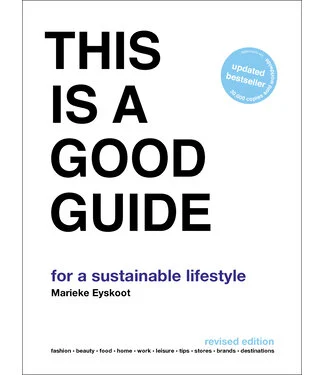 THIS
IS A
GOOD
GUIDE
updated
bestseller
for a sustainable lifestyle
Marieke Eyskoot
revised edition
fashion • beauty • food • home • work • leisure • tips • stores • brands • destinations